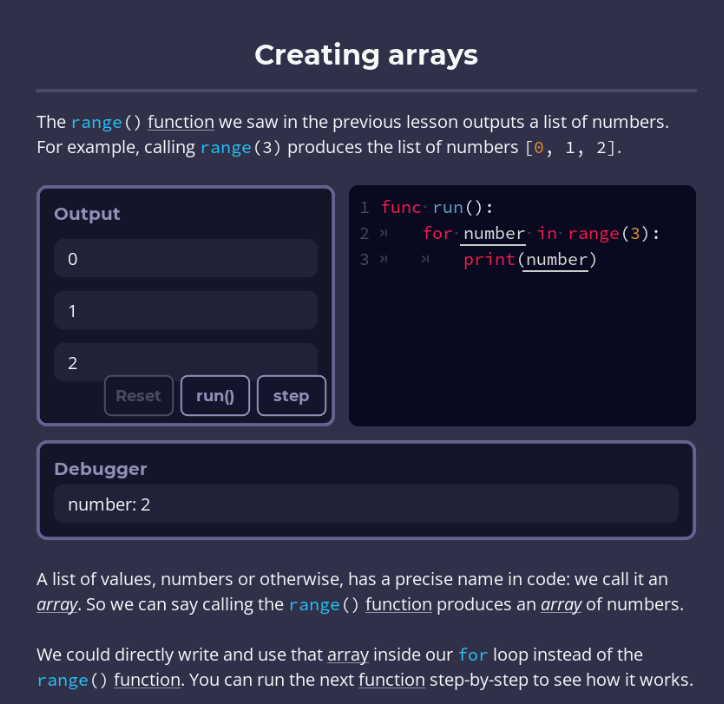 Creating arrays
The range() function we saw in the previous lesson outputs a list of numbers.
For example, calling range(3) produces the list of numbers [0, 1, 2].
Output
0
1
2
Reset run() step
1 func run():
2 for number in range(3):
3 print(number)
Debugger
number: 2
A list of values, numbers or otherwise, has a precise name in code: we call it an
array. So we can say calling the range() function produces an array of numbers.
We could directly write and use that array inside our for loop instead of the
range() function. You can run the next function step-by-step to see how it works.